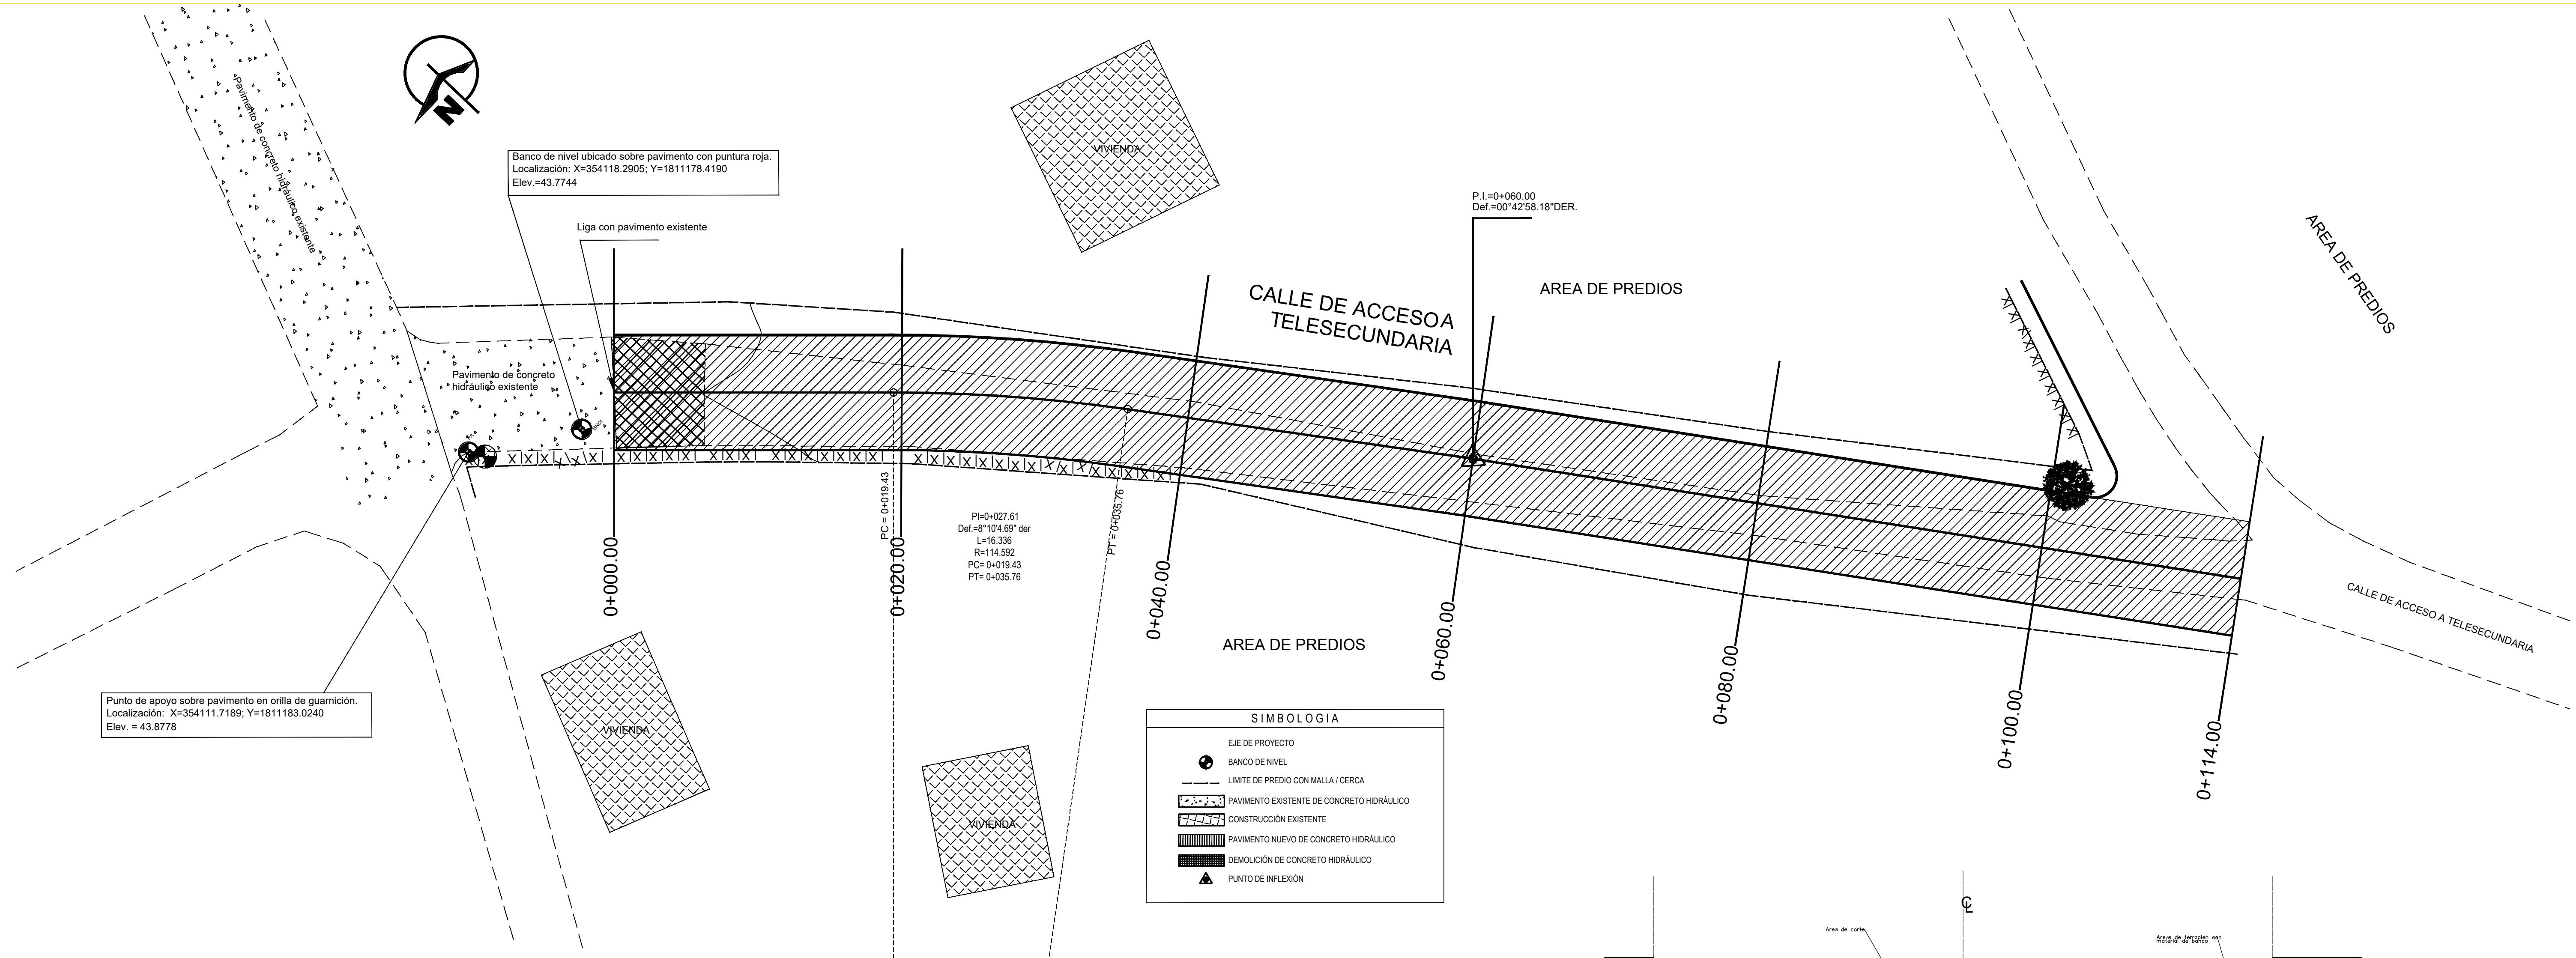 N
Pavimento de concreto hidráulico existente
Banco de nivel ubicado sobre pavimento con puntura roja.
Localización: X=354118.2905; Y=1811178.4190
Elev.=43.7744
Liga con pavimento existente
VIVIENDA
P.I.=0+060.00
Def.=00°42'58.18"DER.
CALLE DE ACCESO A
TELESECUNDARIA
AREA DE PREDIOS
AREA DE PREDIOS
Pavimento de concreto
hidráulico existente
PC = 0+019.43
PI=0+027.61
Def.=8°10'4.69" der
L=16.336
R=114.592
PC= 0+019.43
PT= 0+035.76
PT = 0+035.76
0+000.00
0+020.00
0+040.00
0+060.00
0+080.00
0+100.00
0+114.00
CALLE DE ACCESO A TELESECUNDARIA
AREA DE PREDIOS
Punto de apoyo sobre pavimento en orilla de guarnición.
Localización: X=354111.7189; Y=1811183.0240
Elev. = 43.8778
VIVIENDA
VIVIENDA
SIMBOLOGIA
EJE DE PROYECTO
BANCO DE NIVEL
LIMITE DE PREDIO CON MALLA / CERCA
PAVIMENTO EXISTENTE DE CONCRETO HIDRÁULICO
CONSTRUCCIÓN EXISTENTE
PAVIMENTO NUEVO DE CONCRETO HIDRÁULICO
DEMOLICIÓN DE CONCRETO HIDRÁULICO
PUNTO DE INFLEXIÓN
CL
Area de corte
Areas de terraplen con
material de banco